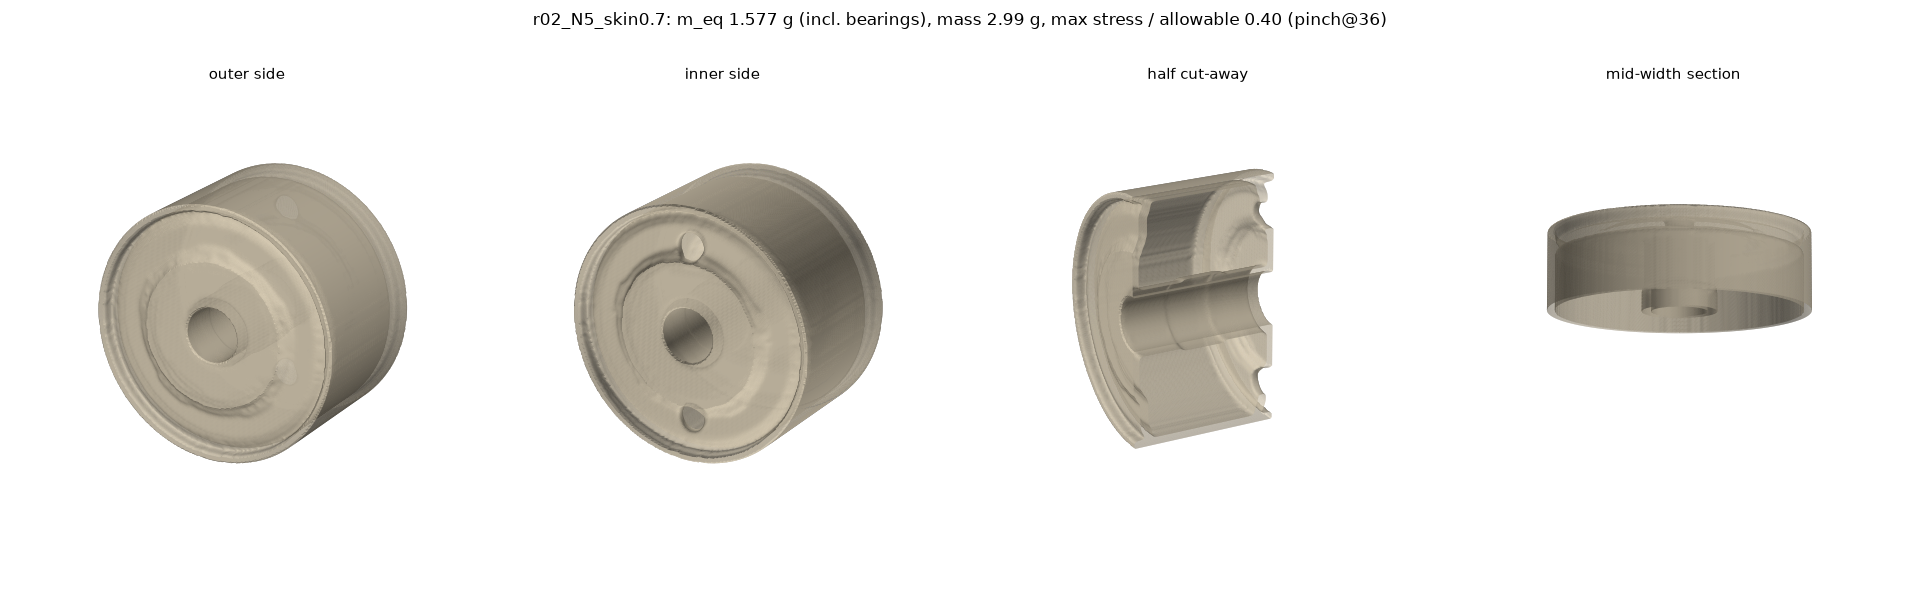 r02_N5_skin0.7: m_eq 1.577 g (incl. bearings), mass 2.99 g, max stress / allowable 0.40 (pinch@36)
outer side
inner side
half cut-away
mid-width section